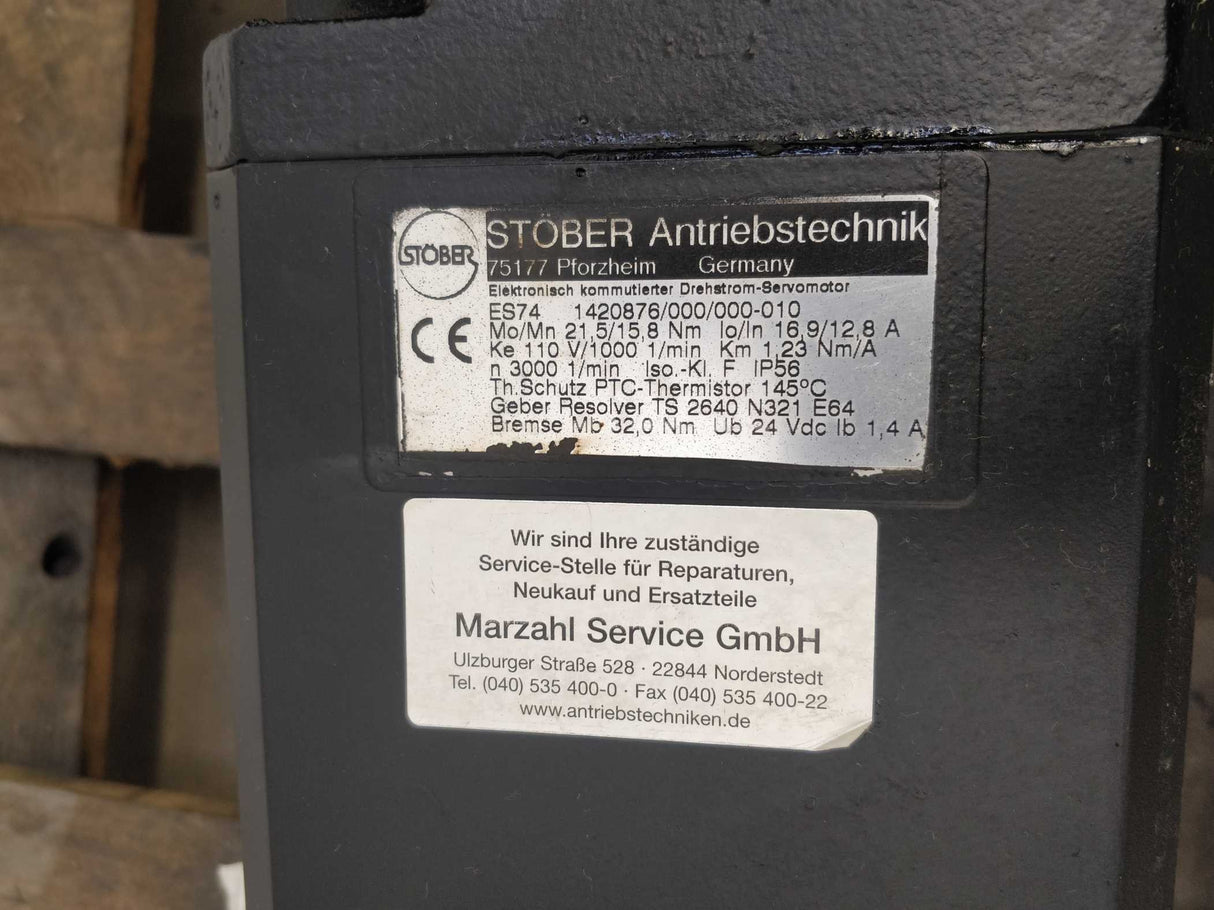 STÖBER
STÖBER Antriebstechnik
75177 Pforzheim Germany
Elektronisch kommutierter Drehstrom-Servomotor
CE
ES74 1420876/000/000-010
Mo/Mn 21,5/15,8 Nm Io/In 16,9/12,8 A
Ke 110 V/1000 1/min Km 1,23 Nm/A
n 3000 1/min Iso.-Kl. F IP56
Th.Schutz PTC-Thermistor 145°C
Geber Resolver TS 2640 N321 E64
Bremse Mb 32,0 Nm Ub 24 Vdc Ib 1,4 A
Wir sind Ihre zuständige
Service-Stelle für Reparaturen,
Neukauf und Ersatzteile
Marzahl Service GmbH
Ulzburger Straße 528 · 22844 Norderstedt
Tel. (040) 535 400-0 · Fax (040) 535 400-22
www.antriebstechniken.de